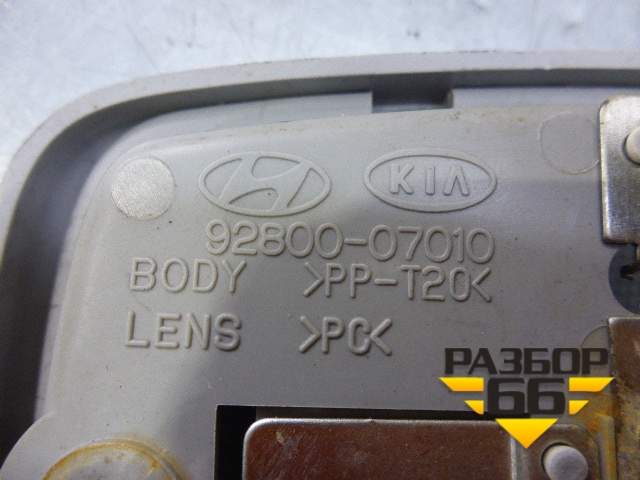 KIA
92800-07010
BODY >PP-T20<
LENS >PC<
РАЗБОР
66